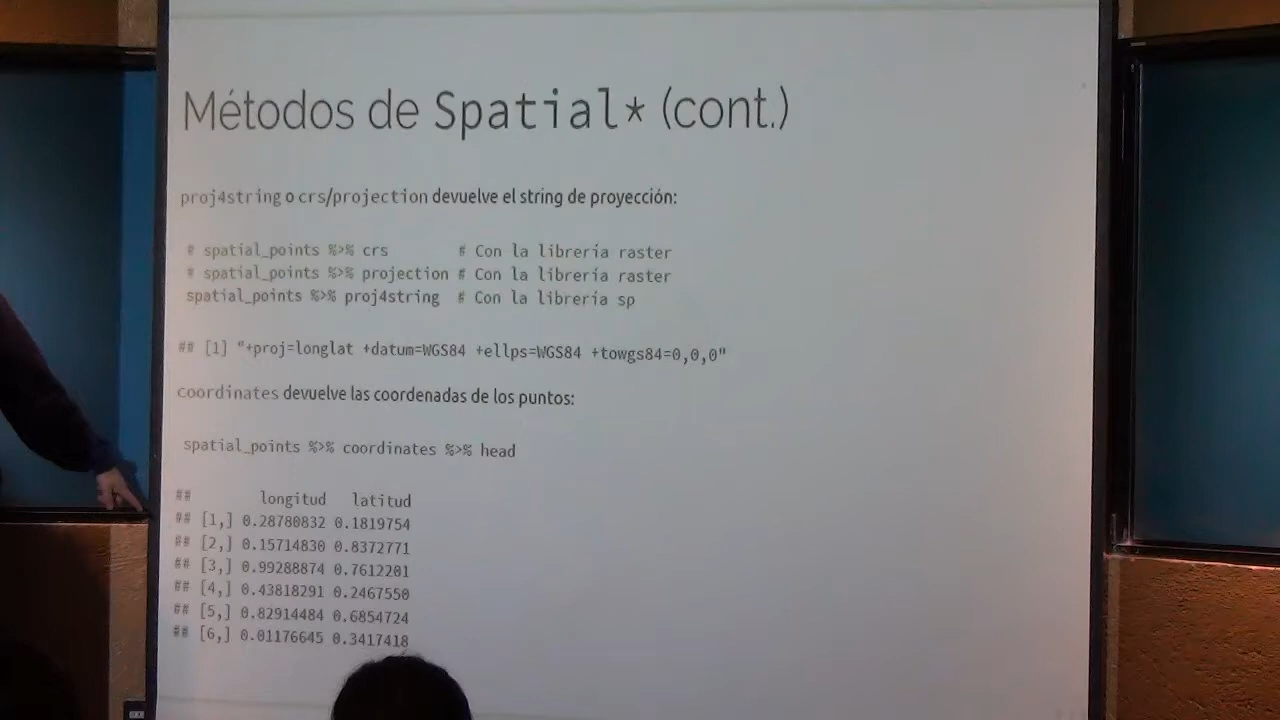 Métodos de Spatial* (cont.)
proj4string o crs/projection devuelve el string de proyección:
# spatial_points %>% crs        # Con la librería raster
# spatial_points %>% projection # Con la librería raster
spatial_points %>% proj4string  # Con la librería sp
## [1] "+proj=longlat +datum=WGS84 +ellps=WGS84 +towgs84=0,0,0"
coordinates devuelve las coordenadas de los puntos:
spatial_points %>% coordinates %>% head
##        longitud   latitud
## [1,] 0.28780832 0.1819754
## [2,] 0.15714830 0.8372771
## [3,] 0.99288874 0.7612201
## [4,] 0.43818291 0.2467550
## [5,] 0.82914484 0.6854724
## [6,] 0.01176645 0.3417418